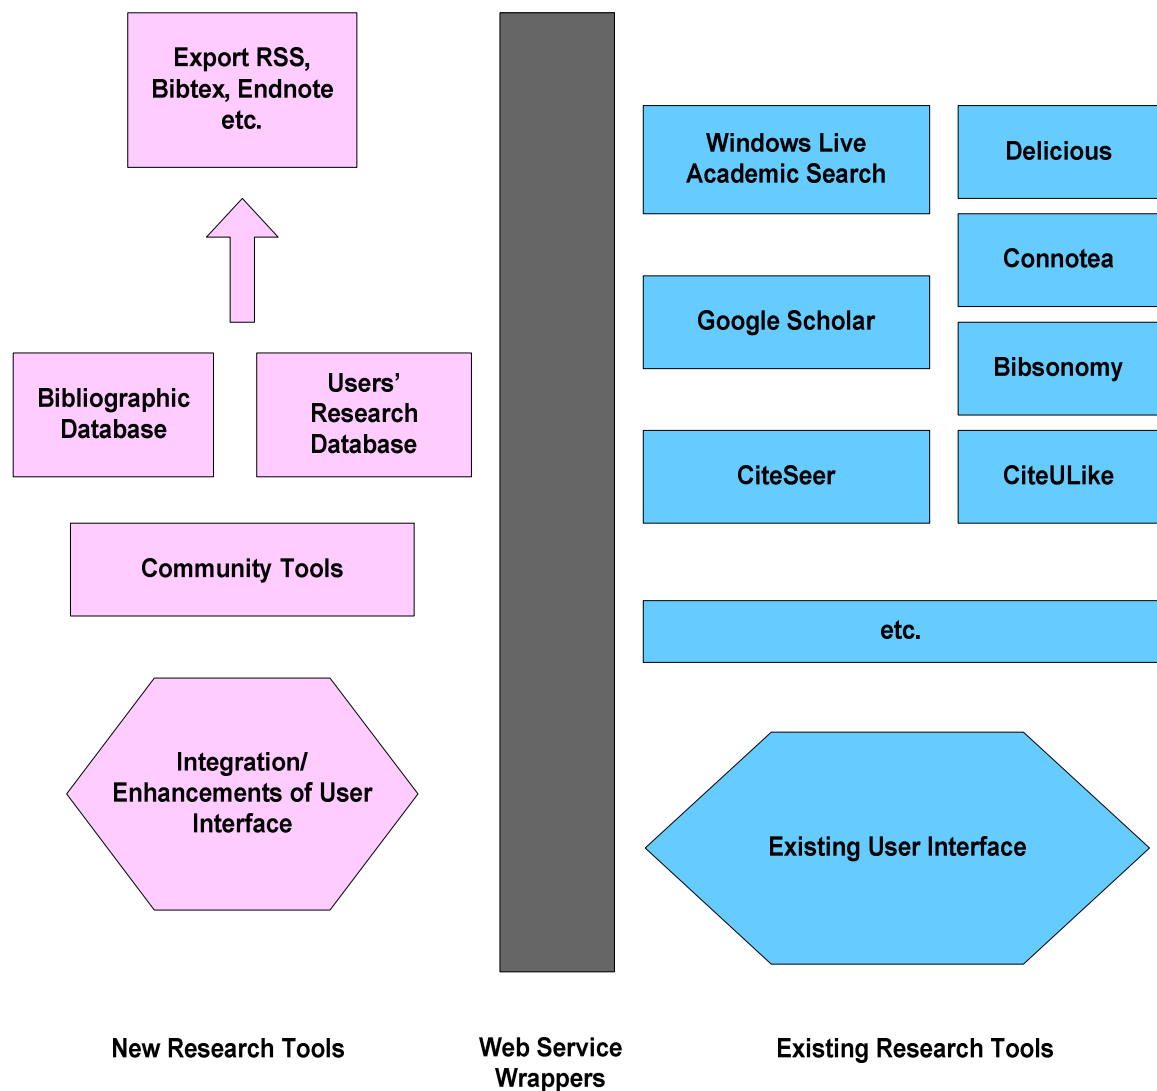 Export RSS,
Bibtex, Endnote
etc.
Bibliographic
Database
Users’
Research
Database
Community Tools
Integration/
Enhancements of User
Interface
New Research Tools
Web Service
Wrappers
Windows Live
Academic Search
Delicious
Connotea
Google Scholar
Bibsonomy
CiteSeer
CiteULike
etc.
Existing User Interface
Existing Research Tools